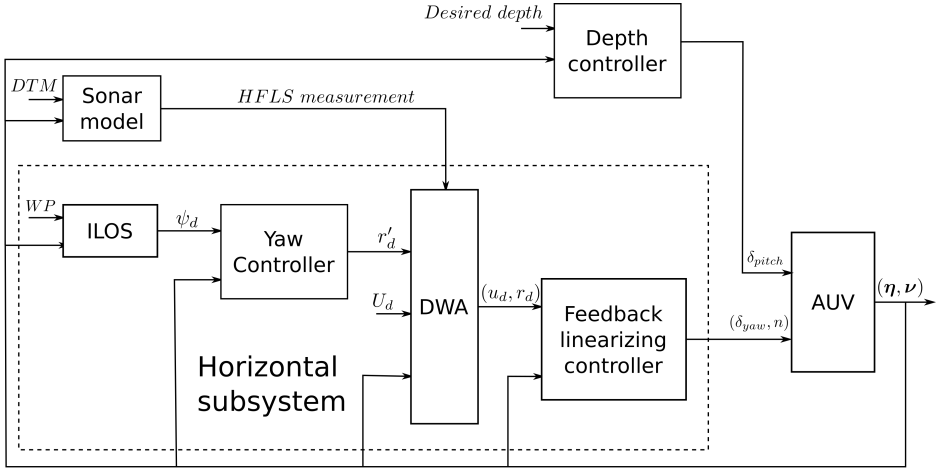 Desired depth
Depth
controller
DTM
Sonar
model
HFLS measurement
WP
ILOS
ψ_d
Yaw
Controller
r'_d
U_d
DWA
(u_d, r_d)
Feedback
linearizing
controller
δ_pitch
(δ_yaw, n)
AUV
(η, ν)
Horizontal
subsystem